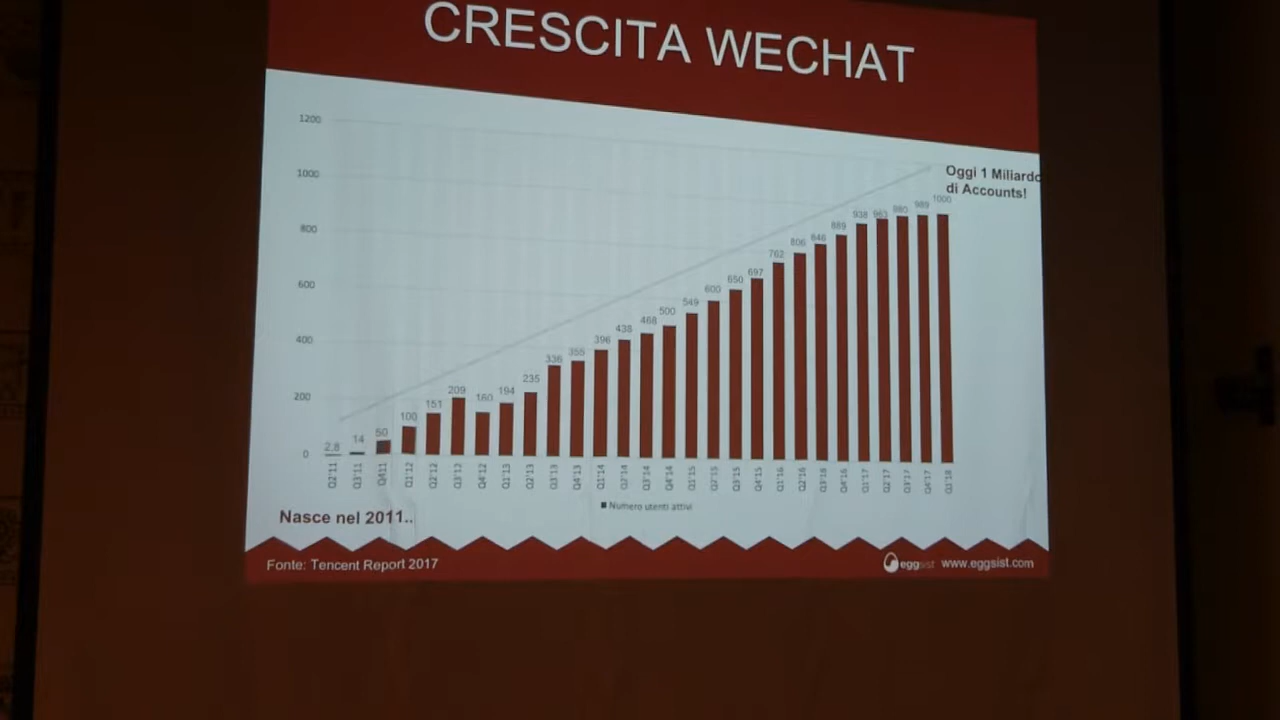 CRESCITA WECHAT
1200
1000
800
600
400
200
0
Oggi 1 Miliardo
di Accounts!
2,8 14 50 100 151 209 160 194 235 336 355 396 438 468 500 549 600 650 697 762 806 846 889 938 963 980 989 1000
Q2'11 Q3'11 Q411 Q1'12 Q2'12 Q3'12 Q4'12 Q1'13 Q2'13 Q3'13 Q4'13 Q1'14 Q2'14 Q3'14 Q4'14 Q1'15 Q2'15 Q3'15 Q4'15 Q1'16 Q2'16 Q3'16 Q4'16 Q1'17 Q2'17 Q3'17 Q4'17 Q1'18
Numero utenti attivi
Nasce nel 2011..
Fonte: Tencent Report 2017
eggsist www.eggsist.com